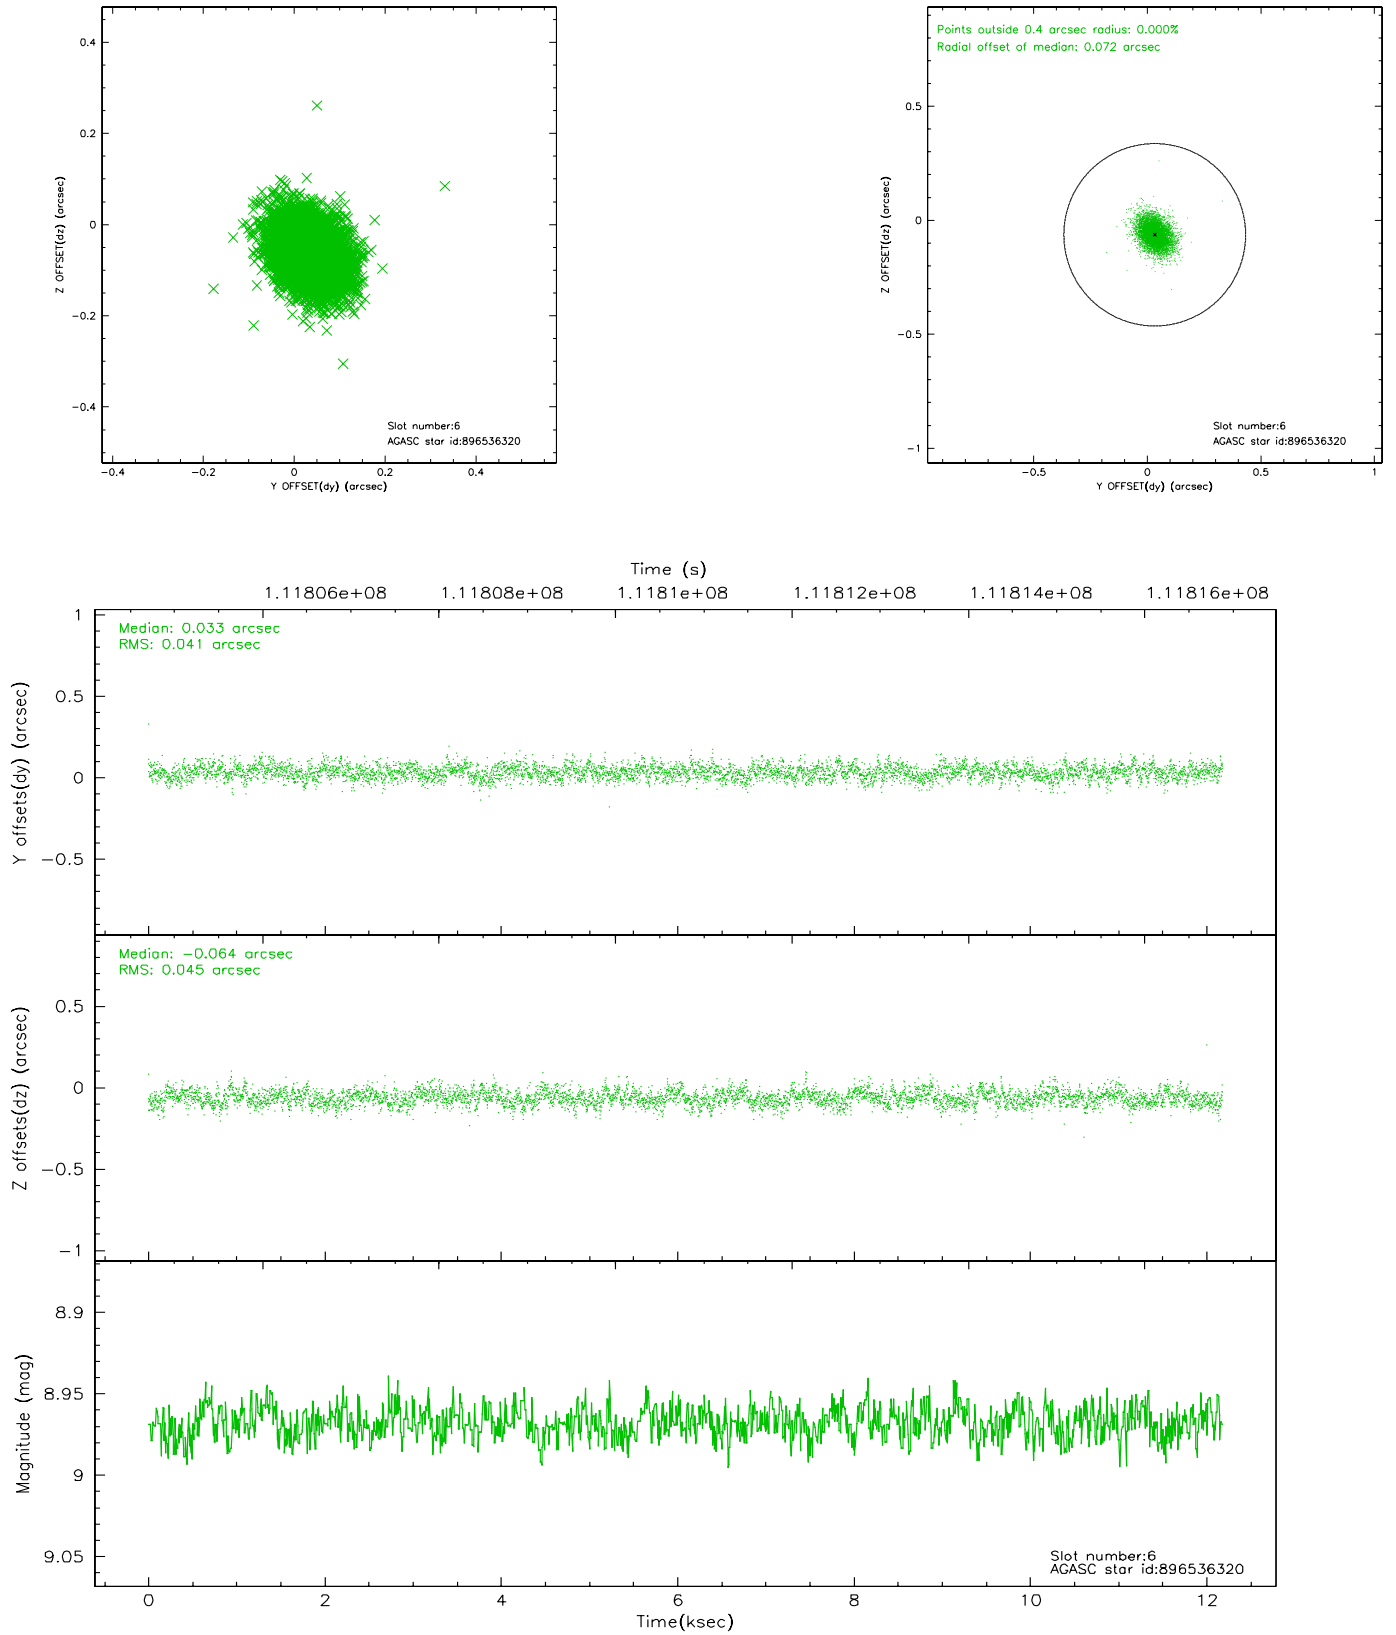 0.4
0.2
0
−0.2
−0.4
Z OFFSET(dz) (arcsec)
Slot number:6
AGASC star id:896536320
−0.4
−0.2
0
0.2
0.4
Y OFFSET(dy) (arcsec)
Points outside 0.4 arcsec radius: 0.000%
Radial offset of median: 0.072 arcsec
0.5
0
−0.5
−1
Z OFFSET(dz) (arcsec)
Slot number:6
AGASC star id:896536320
−0.5
0
0.5
1
Y OFFSET(dy) (arcsec)
Time (s)
1.11806e+08
1.11808e+08
1.1181e+08
1.11812e+08
1.11814e+08
1.11816e+08
Median: 0.033 arcsec
RMS: 0.041 arcsec
1
0.5
0
−0.5
Y offsets(dy) (arcsec)
Median: −0.064 arcsec
RMS: 0.045 arcsec
0.5
0
−0.5
−1
Z offsets(dz) (arcsec)
8.9
8.95
9
9.05
Magnitude (mag)
Slot number:6
AGASC star id:896536320
0
2
4
6
8
10
12
Time(ksec)